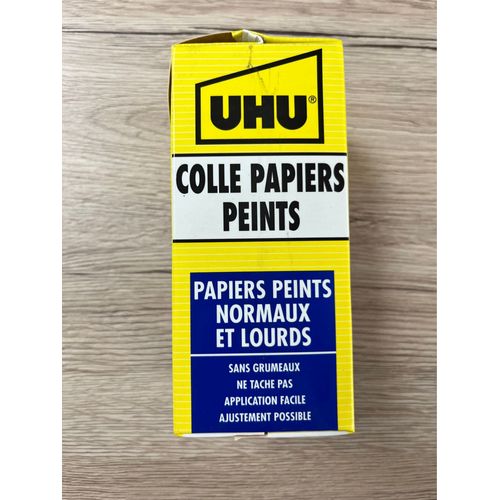 UHU®
COLLE PAPIERS
PEINTS
PAPIERS PEINTS
NORMAUX
ET LOURDS
SANS GRUMEAUX
NE TACHE PAS
APPLICATION FACILE
AJUSTEMENT POSSIBLE